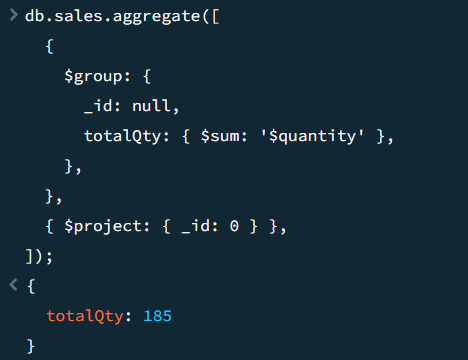 > db.sales.aggregate([
{
$group: {
_id: null,
totalQty: { $sum: '$quantity' },
},
},
{ $project: { _id: 0 } },
]);
< {
totalQty: 185
}